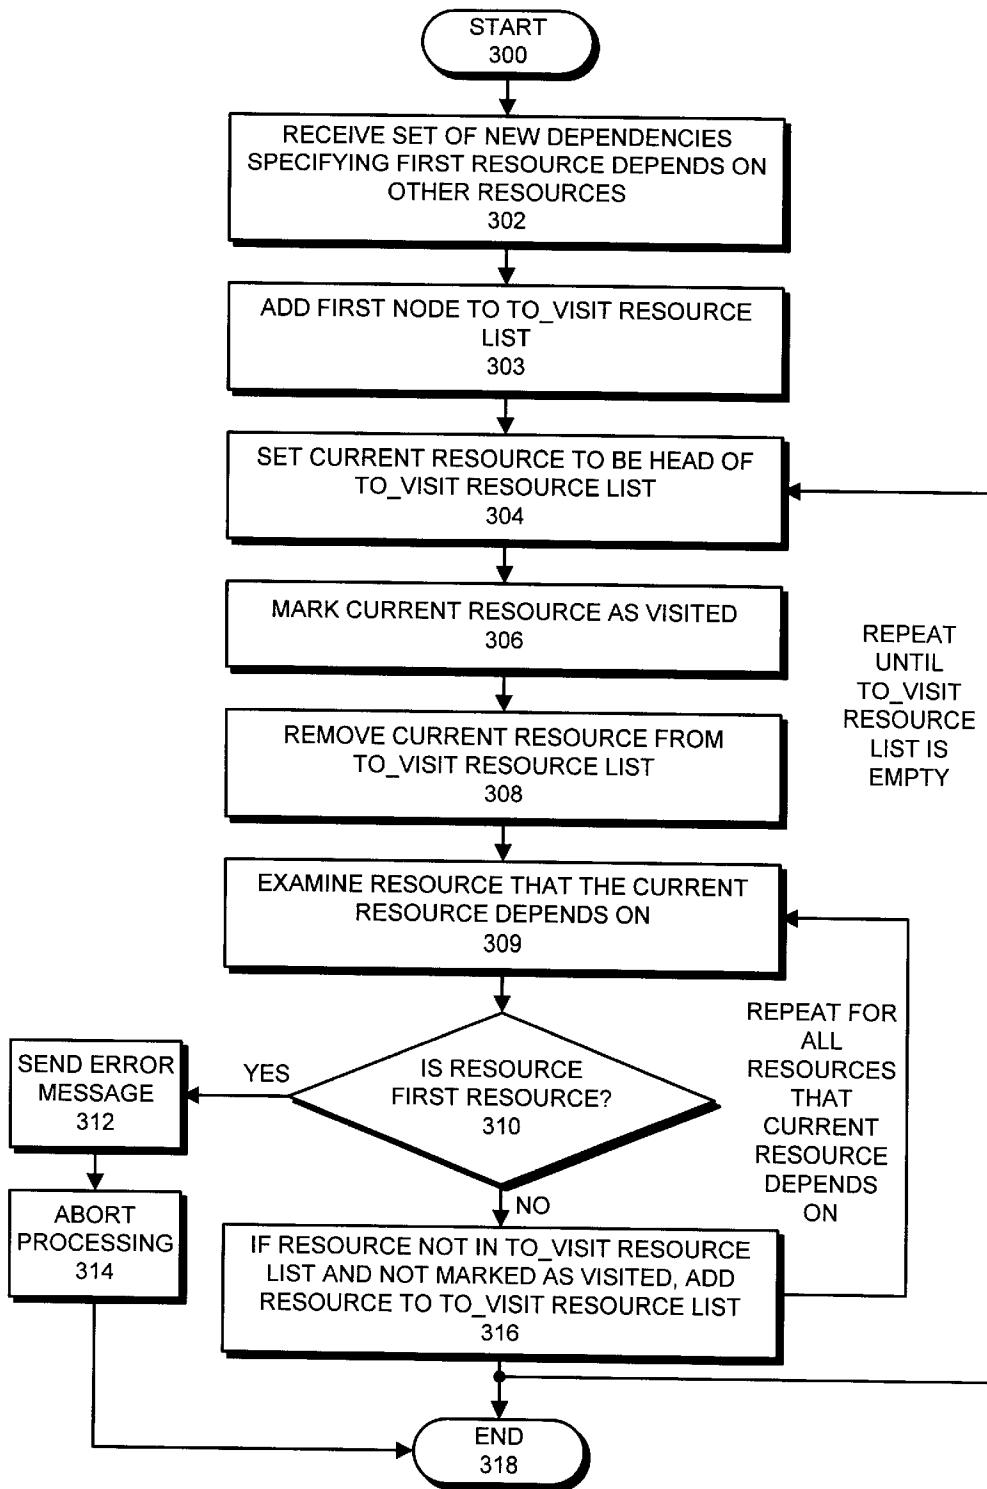 START
300
RECEIVE SET OF NEW DEPENDENCIES
SPECIFYING FIRST RESOURCE DEPENDS ON
OTHER RESOURCES
302
ADD FIRST NODE TO TO_VISIT RESOURCE
LIST
303
SET CURRENT RESOURCE TO BE HEAD OF
TO_VISIT RESOURCE LIST
304
MARK CURRENT RESOURCE AS VISITED
306
REPEAT
UNTIL
TO_VISIT
RESOURCE
LIST IS
EMPTY
REMOVE CURRENT RESOURCE FROM
TO_VISIT RESOURCE LIST
308
EXAMINE RESOURCE THAT THE CURRENT
RESOURCE DEPENDS ON
309
REPEAT FOR
ALL
RESOURCES
THAT
CURRENT
RESOURCE
DEPENDS
ON
IS RESOURCE
FIRST RESOURCE?
310
YES
SEND ERROR
MESSAGE
312
ABORT
PROCESSING
314
NO
IF RESOURCE NOT IN TO_VISIT RESOURCE
LIST AND NOT MARKED AS VISITED, ADD
RESOURCE TO TO_VISIT RESOURCE LIST
316
END
318